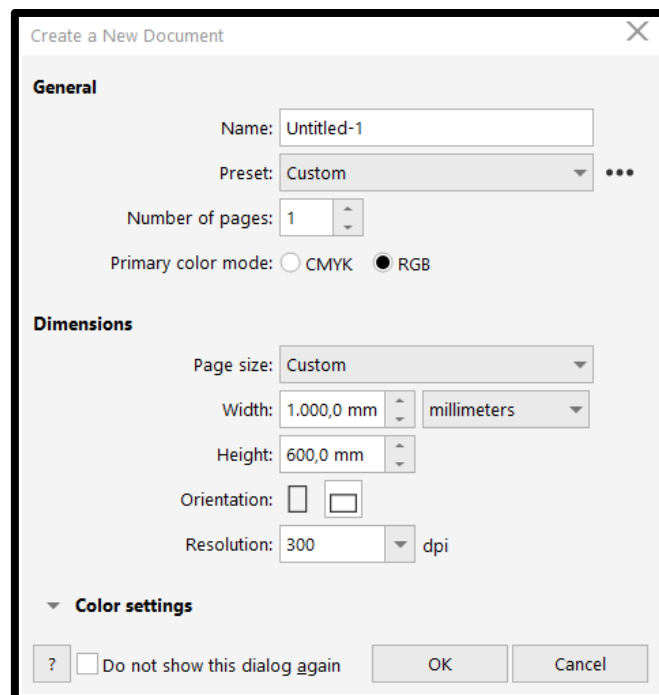 Create a New Document
General
Name: Untitled-1
Preset: Custom
Number of pages: 1
Primary color mode: CMYK RGB
Dimensions
Page size: Custom
Width: 1.000,0 mm millimeters
Height: 600,0 mm
Orientation:
Resolution: 300 dpi
Color settings
? Do not show this dialog again OK Cancel